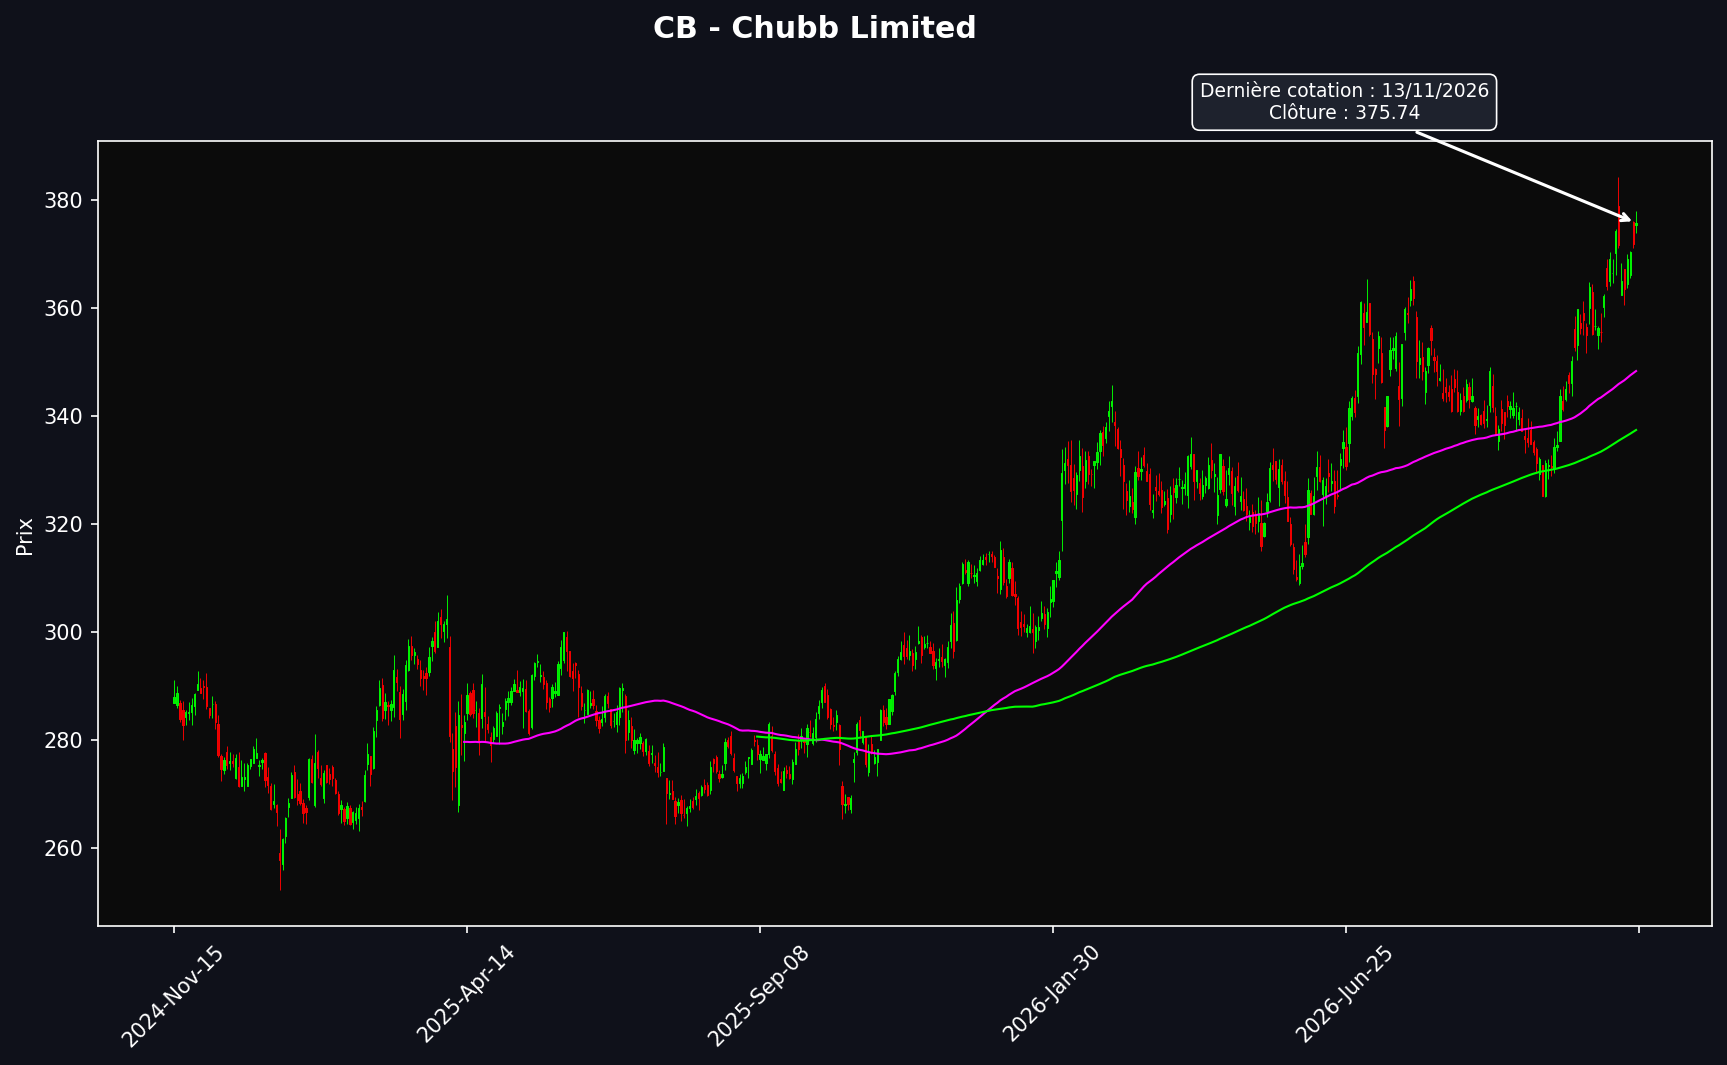 CB - Chubb Limited
Dernière cotation : 13/11/2026
Clôture : 375.74
Prix
380
360
340
320
300
280
260
2024-Nov-15
2025-Apr-14
2025-Sep-08
2026-Jan-30
2026-Jun-25